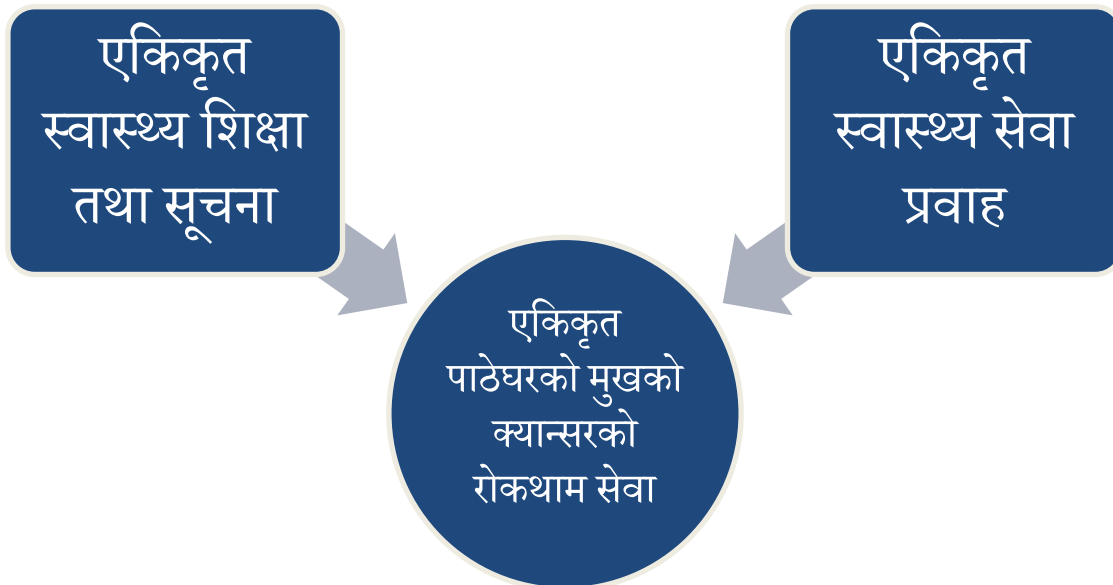 एकिकृत
स्वास्थ्य शिक्षा
तथा सूचना
एकिकृत
स्वास्थ्य सेवा
प्रवाह
एकिकृत
पाठेघरको मुखको
क्यान्सरको
रोकथाम सेवा